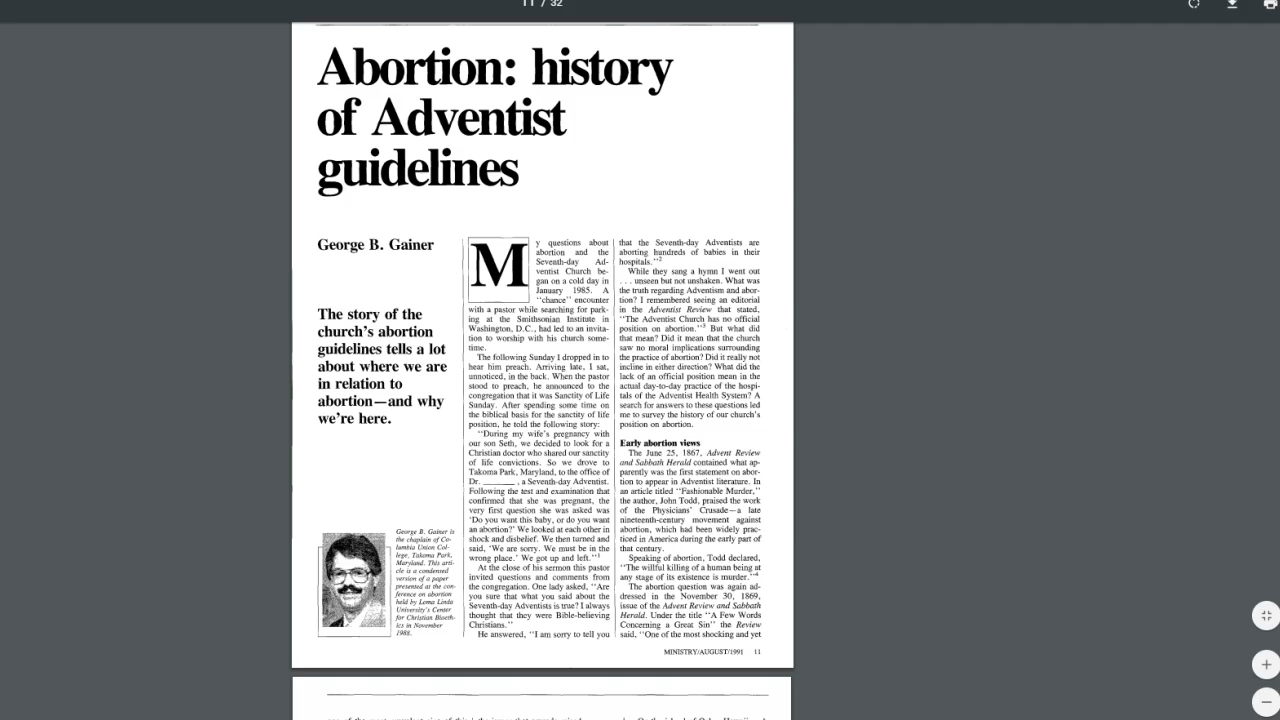 11 / 32
Abortion: history
of Adventist
guidelines
George B. Gainer
The story of the
church's abortion
guidelines tells a lot
about where we are
in relation to
abortion—and why
we're here.
George B. Gainer is
the chaplain of Co-
lumbia Union Col-
lege, Takoma Park,
Maryland. This arti-
cle is a condensed
version of a paper
presented at the con-
ference on abortion
held by Loma Linda
University's Center
for Christian Bioeth-
ics in November
1988.
My questions about
abortion and the
Seventh-day Ad-
ventist Church be-
gan on a cold day in
January 1985. A
"chance" encounter
with a pastor while searching for park-
ing at the Smithsonian Institute in
Washington, D.C., had led to an invita-
tion to worship with his church some-
time.
The following Sunday I dropped in to
hear him preach. Arriving late, I sat,
unnoticed, in the back. When the pastor
stood to preach, he announced to the
congregation that it was Sanctity of Life
Sunday. After spending some time on
the biblical basis for the sanctity of life
position, he told the following story:
"During my wife's pregnancy with
our son Seth, we decided to look for a
Christian doctor who shared our sanctity
of life convictions. So we drove to
Takoma Park, Maryland, to the office of
Dr. ______, a Seventh-day Adventist.
Following the test and examination that
confirmed that she was pregnant, the
very first question she was asked was
'Do you want this baby, or do you want
an abortion?' We looked at each other in
shock and disbelief. We then turned and
said, 'We are sorry. We must be in the
wrong place.' We got up and left."1
At the close of his sermon this pastor
invited questions and comments from
the congregation. One lady asked, "Are
you sure that what you said about the
Seventh-day Adventists is true? I always
thought that they were Bible-believing
Christians."
He answered, "I am sorry to tell you
that the Seventh-day Adventists are
aborting hundreds of babies in their
hospitals."2
While they sang a hymn I went out
. . . unseen but not unshaken. What was
the truth regarding Adventism and abor-
tion? I remembered seeing an editorial
in the Adventist Review that stated,
"The Adventist Church has no official
position on abortion."3 But what did
that mean? Did it mean that the church
saw no moral implications surrounding
the practice of abortion? Did it really not
incline in either direction? What did the
lack of an official position mean in the
actual day-to-day practice of the hospi-
tals of the Adventist Health System? A
search for answers to these questions led
me to survey the history of our church's
position on abortion.
Early abortion views
The June 25, 1867, Advent Review
and Sabbath Herald contained what ap-
parently was the first statement on abor-
tion to appear in Adventist literature. In
an article titled "Fashionable Murder,"
the author, John Todd, praised the work
of the Physicians' Crusade—a late
nineteenth-century movement against
abortion, which had been widely prac-
ticed in America during the early part of
that century.
Speaking of abortion, Todd declared,
"The willful killing of a human being at
any stage of its existence is murder."4
The abortion question was again ad-
dressed in the November 30, 1869,
issue of the Advent Review and Sabbath
Herald. Under the title "A Few Words
Concerning a Great Sin" the Review
said, "One of the most shocking and yet
MINISTRY/AUGUST/1991 11